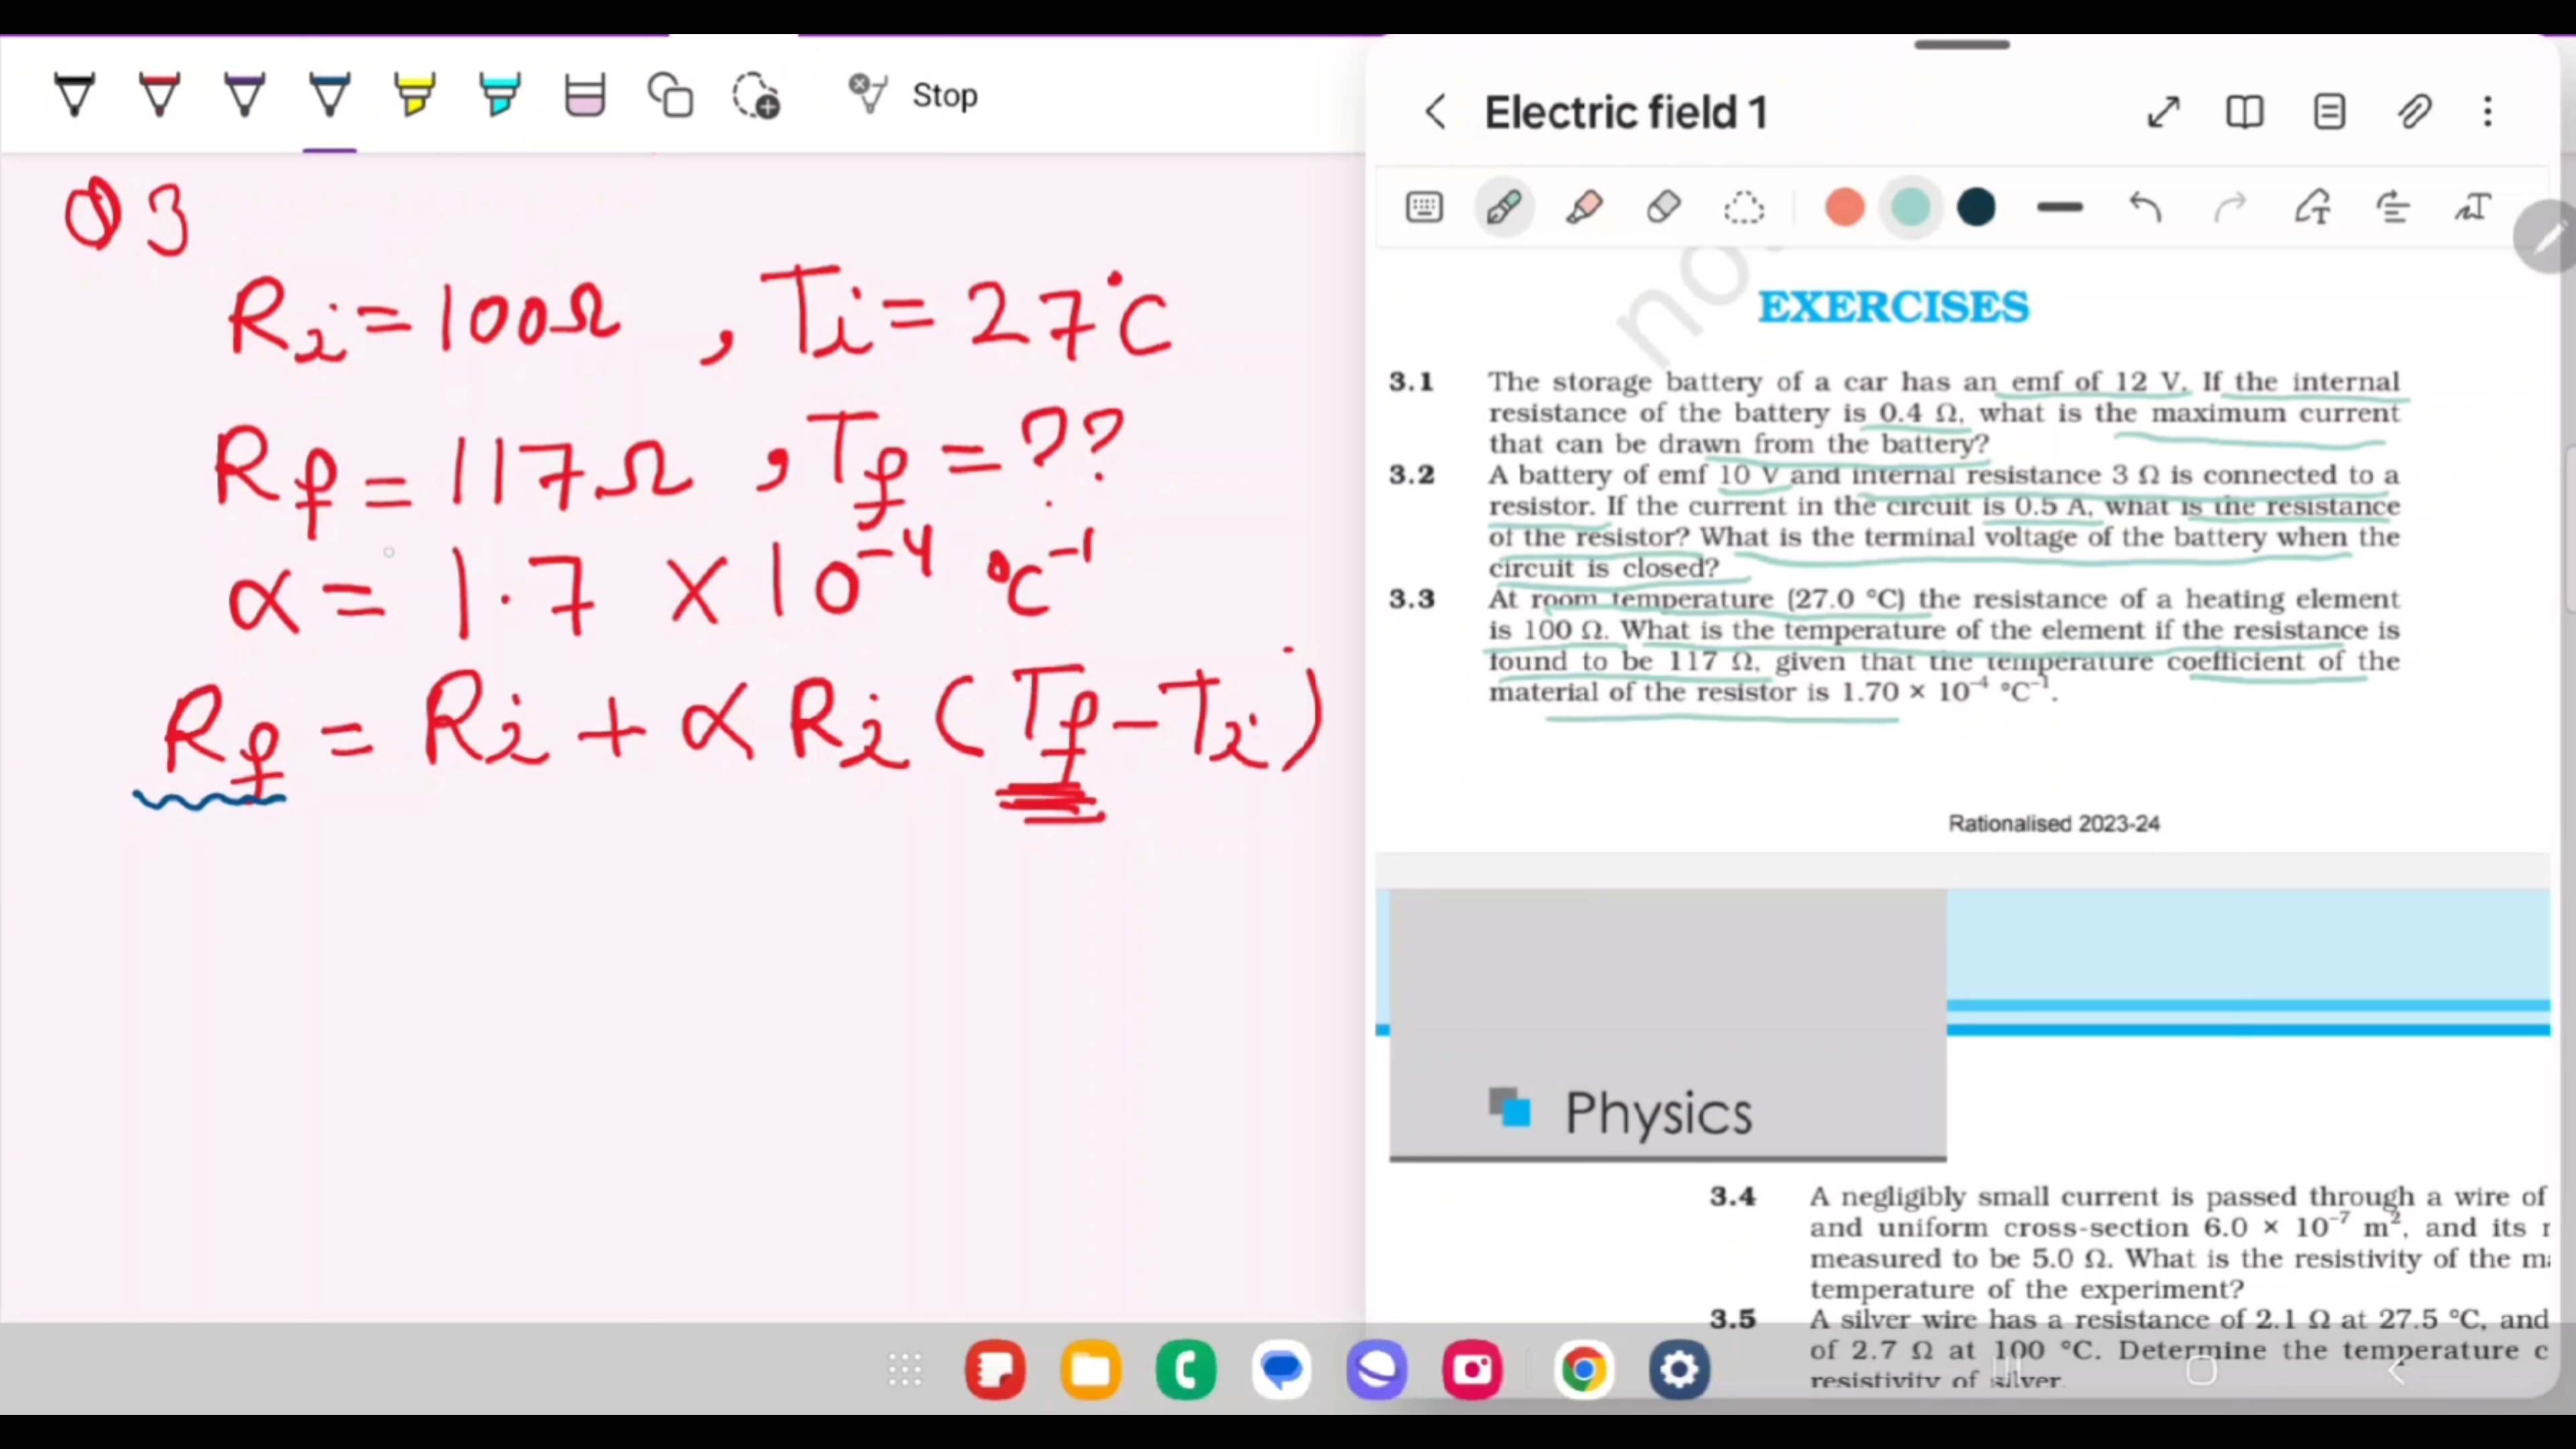 Stop
Q 3
Ri = 100Ω , Ti = 27°C
Rf = 117Ω , Tf = ??
α = 1.7 × 10⁻⁴ °C⁻¹
Rf = Ri + α Ri (Tf - Ti)
Electric field 1
no
EXERCISES
3.1 The storage battery of a car has an emf of 12 V. If the internal
resistance of the battery is 0.4 Ω, what is the maximum current
that can be drawn from the battery?
3.2 A battery of emf 10 V and internal resistance 3 Ω is connected to a
resistor. If the current in the circuit is 0.5 A, what is the resistance
of the resistor? What is the terminal voltage of the battery when the
circuit is closed?
3.3 At room temperature (27.0 °C) the resistance of a heating element
is 100 Ω. What is the temperature of the element if the resistance is
found to be 117 Ω, given that the temperature coefficient of the
material of the resistor is 1.70 × 10⁻⁴ °C⁻¹.
Rationalised 2023-24
Physics
3.4 A negligibly small current is passed through a wire of
and uniform cross-section 6.0 × 10⁻⁷ m², and its
measured to be 5.0 Ω. What is the resistivity of the
temperature of the experiment?
3.5 A silver wire has a resistance of 2.1 Ω at 27.5 °C, and
of 2.7 Ω at 100 °C. Determine the temperature c
resistivity of silver.